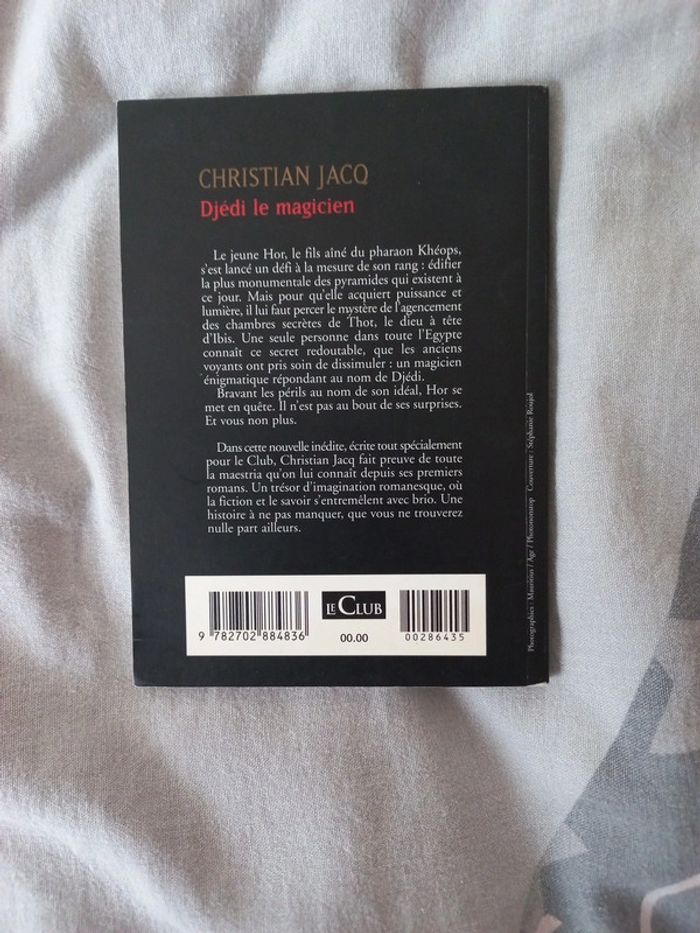 CHRISTIAN JACQ
Djédi le magicien
Le jeune Hor, le fils aîné du pharaon Khéops,
s'est lancé un défi à la mesure de son rang : édifier
la plus monumentale des pyramides qui existent à
ce jour. Mais pour qu'elle acquiert puissance et
lumière, il lui faut percer le mystère de l'agencement
des chambres secrètes de Thot, le dieu à tête
d'Ibis. Une seule personne dans toute l'Egypte
connaît ce secret redoutable, que les anciens
voyants ont pris soin de dissimuler : un magicien
énigmatique répondant au nom de Djédi.
Bravant les périls au nom de son idéal, Hor se
met en quête. Il n'est pas au bout de ses surprises.
Et vous non plus.
Dans cette nouvelle inédite, écrite tout spécialement
pour le Club, Christian Jacq fait preuve de toute
la maestria qu'on lui connaît depuis ses premiers
romans. Un trésor d'imagination romanesque, où
la fiction et le savoir s'entremêlent avec brio. Une
histoire à ne pas manquer, que vous ne trouverez
nulle part ailleurs.
9 782702 884836
LE CLUB
00.00
00286435
Photographies : Mauritius / Age / Photononstop Couverture : Stéphanie Roujol